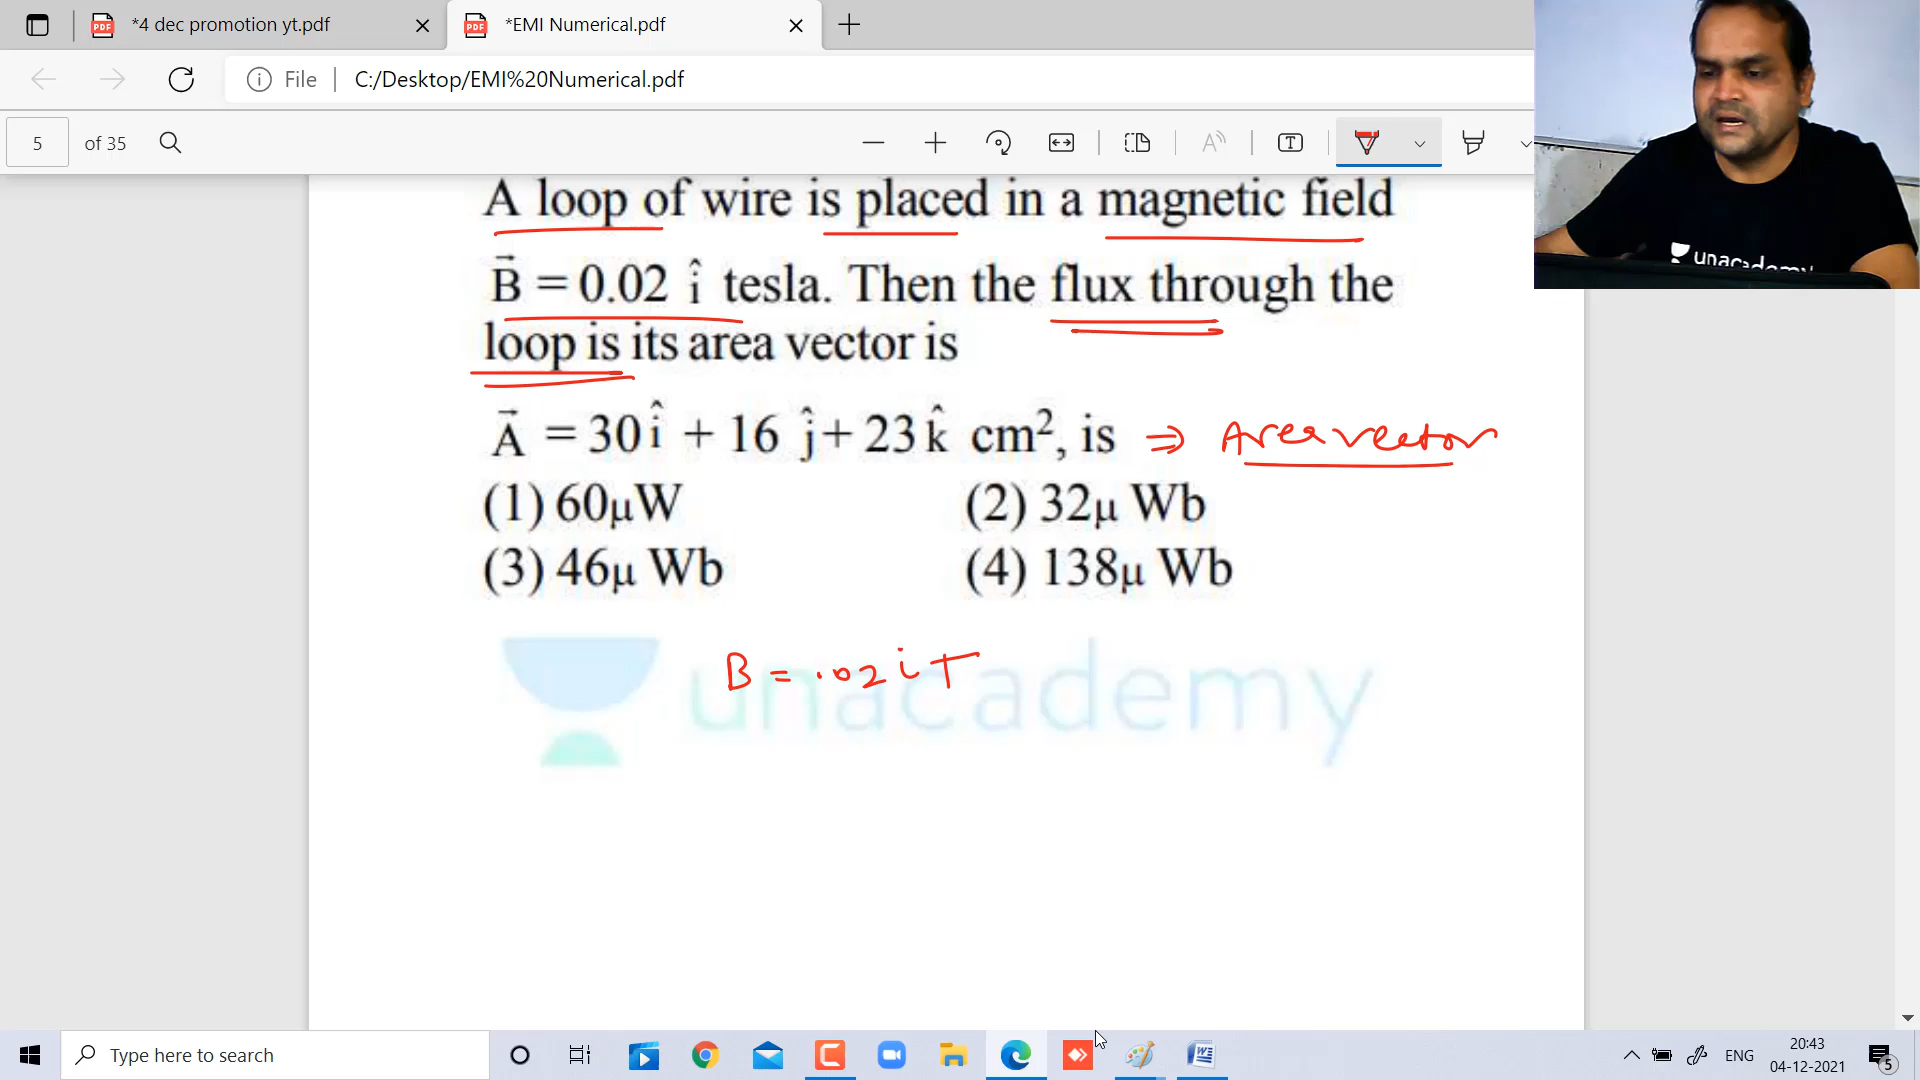 *4 dec promotion yt.pdf
*EMI Numerical.pdf
File
C:/Desktop/EMI%20Numerical.pdf
5 of 35
A loop of wire is placed in a magnetic field
B⃗ = 0.02 î tesla. Then the flux through the
loop is its area vector is
A⃗ = 30î + 16 ĵ+ 23k̂ cm², is ⇒ Area vector
(1) 60μW (2) 32μ Wb
(3) 46μ Wb (4) 138μ Wb
B = .02 i T
unacademy
unacademy
Type here to search
ENG
20:43
04-12-2021
5